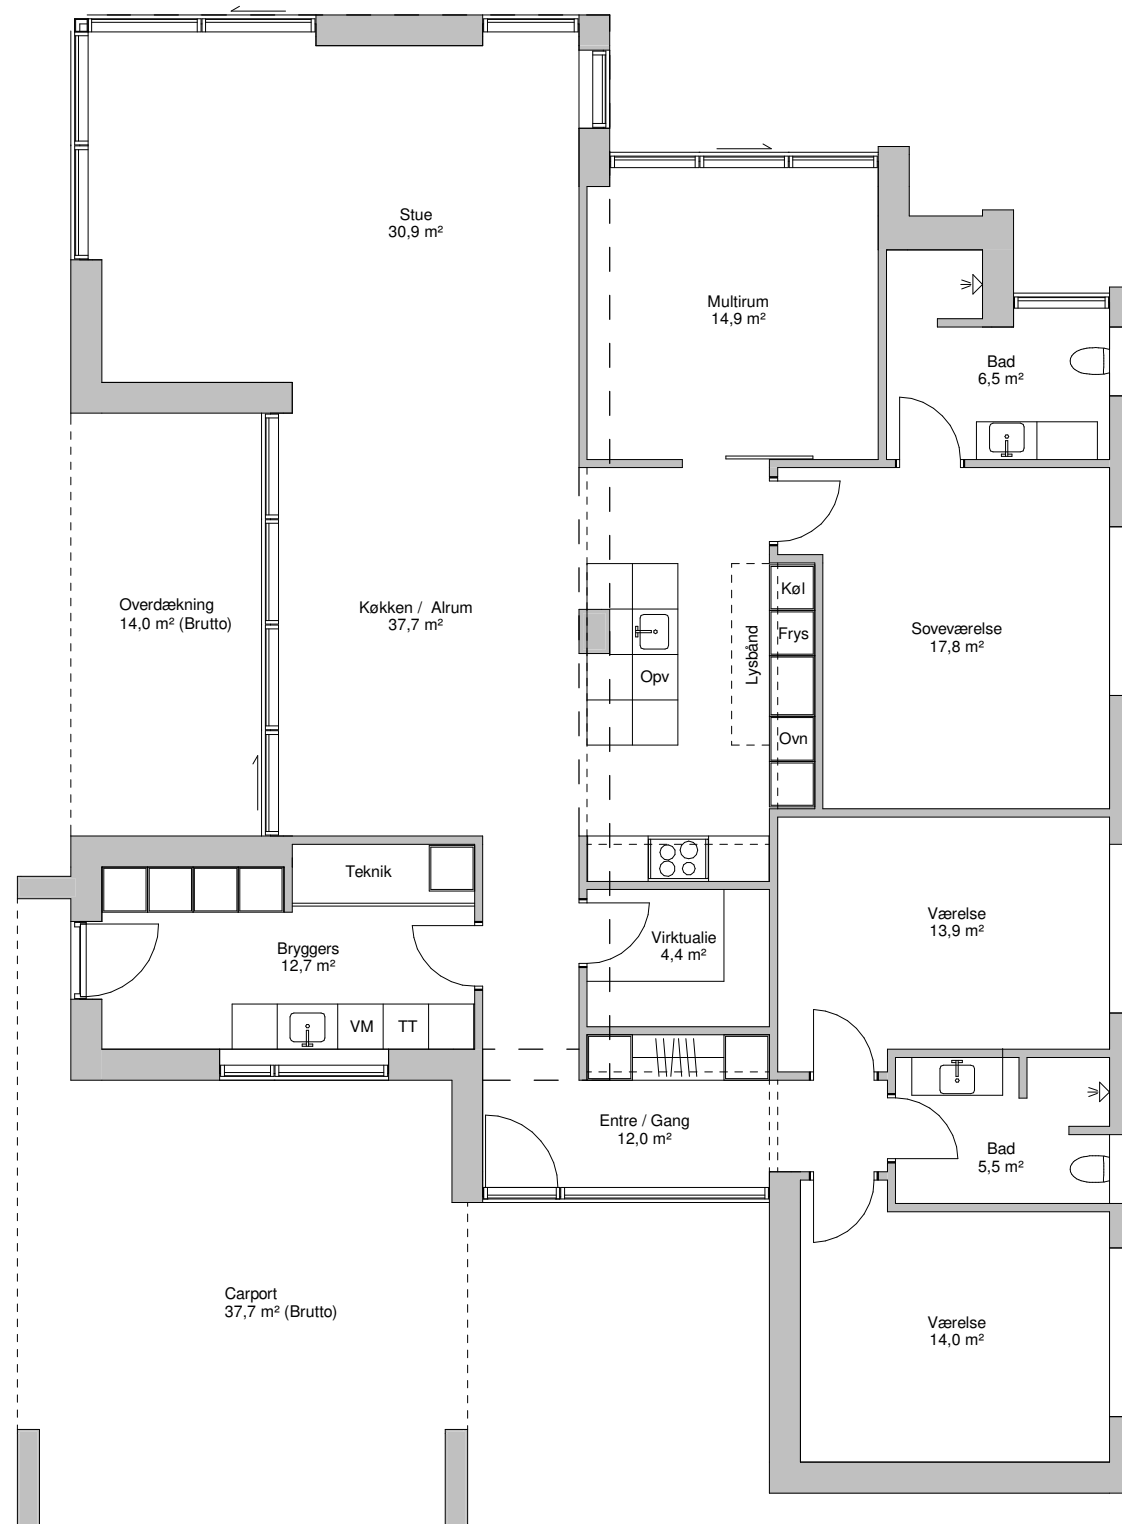 Stue
30,9 m²
Multirum
14,9 m²
Bad
6,5 m²
Overdækning
14,0 m² (Brutto)
Køkken / Alrum
37,7 m²
Køl
Frys
Opv
Lysbånd
Ovn
Soveværelse
17,8 m²
Teknik
Bryggers
12,7 m²
VM
TT
Virktualie
4,4 m²
Værelse
13,9 m²
Entre / Gang
12,0 m²
Bad
5,5 m²
Carport
37,7 m² (Brutto)
Værelse
14,0 m²